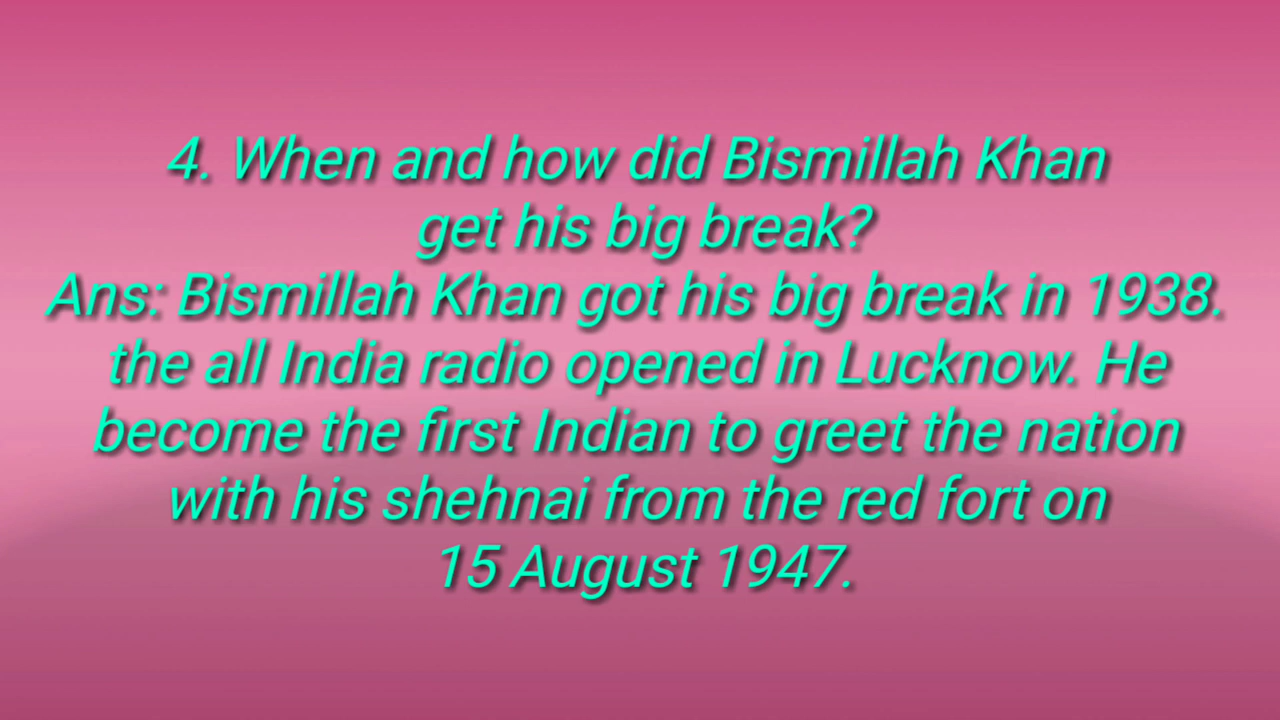 4. When and how did Bismillah Khan
get his big break?
Ans: Bismillah Khan got his big break in 1938.
the all India radio opened in Lucknow. He
become the first Indian to greet the nation
with his shehnai from the red fort on
15 August 1947.